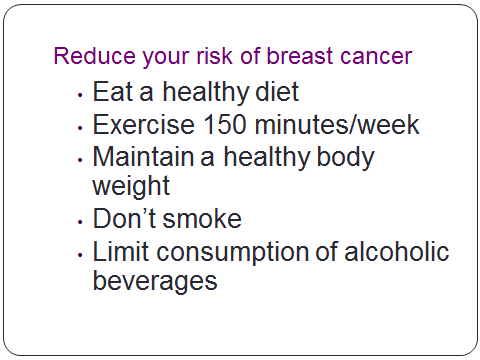 Reduce your risk of breast cancer
• Eat a healthy diet
• Exercise 150 minutes/week
• Maintain a healthy body
weight
• Don’t smoke
• Limit consumption of alcoholic
beverages